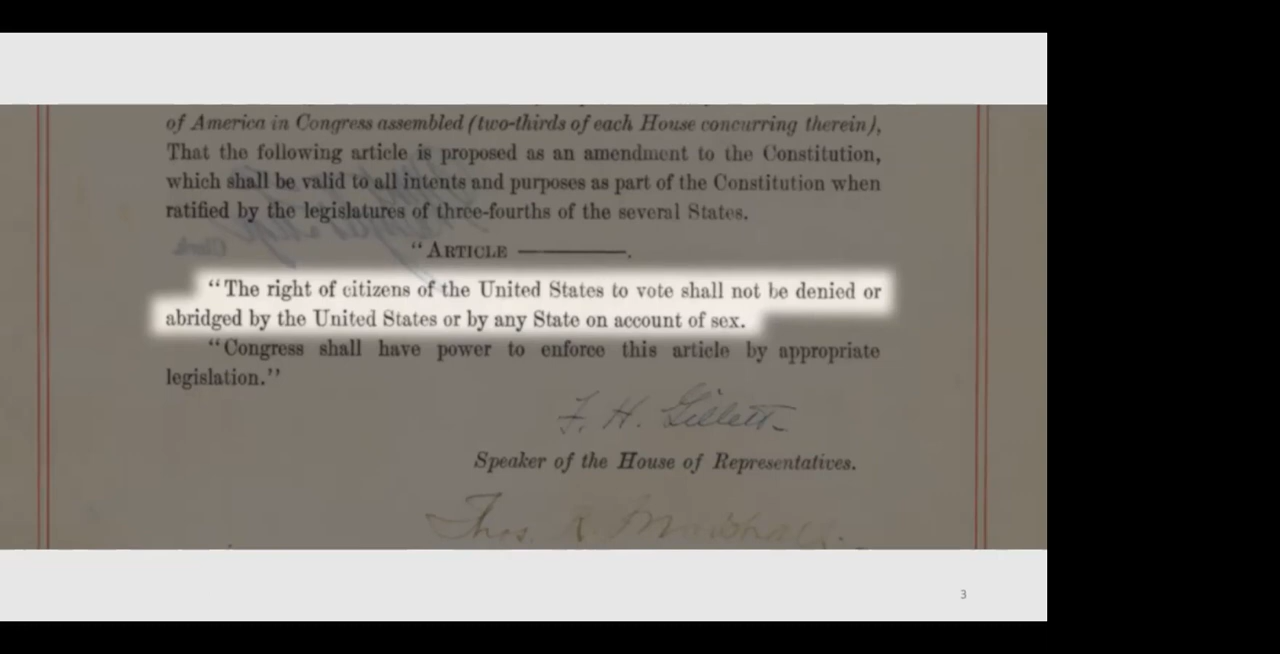 of America in Congress assembled (two-thirds of each House concurring therein),
That the following article is proposed as an amendment to the Constitution,
which shall be valid to all intents and purposes as part of the Constitution when
ratified by the legislatures of three-fourths of the several States.
“ARTICLE ————.
“The right of citizens of the United States to vote shall not be denied or
abridged by the United States or by any State on account of sex.
“Congress shall have power to enforce this article by appropriate
legislation.”
F. H. Gillett
Speaker of the House of Representatives.
Thos. R. Marshall.
3